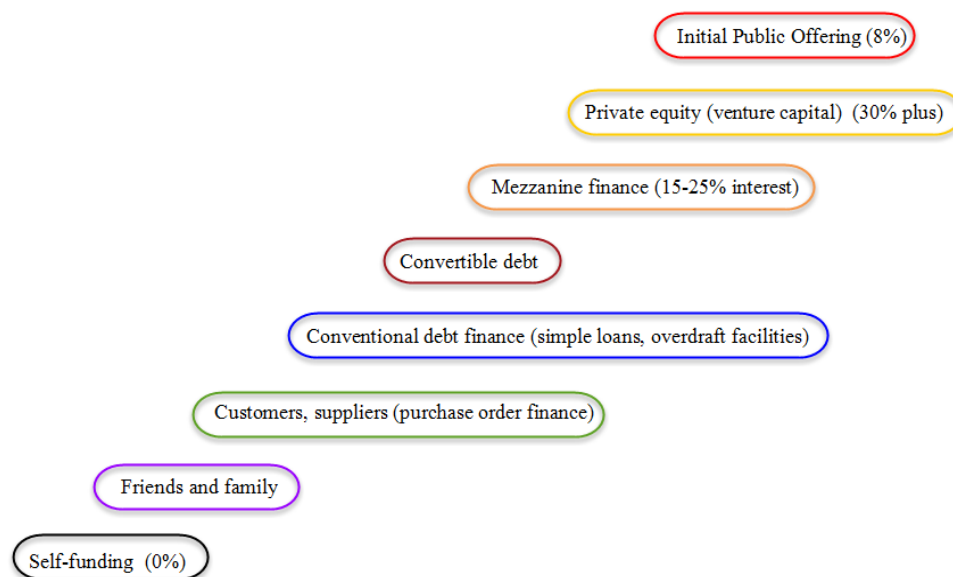 Initial Public Offering (8%)
Private equity (venture capital) (30% plus)
Mezzanine finance (15-25% interest)
Convertible debt
Conventional debt finance (simple loans, overdraft facilities)
Customers, suppliers (purchase order finance)
Friends and family
Self-funding (0%)